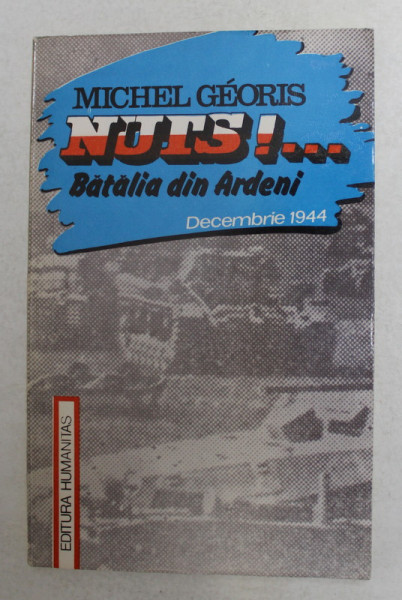 MICHEL GÉORIS
NUTS!...
Bătălia din Ardeni
Decembrie 1944
EDITURA HUMANITAS